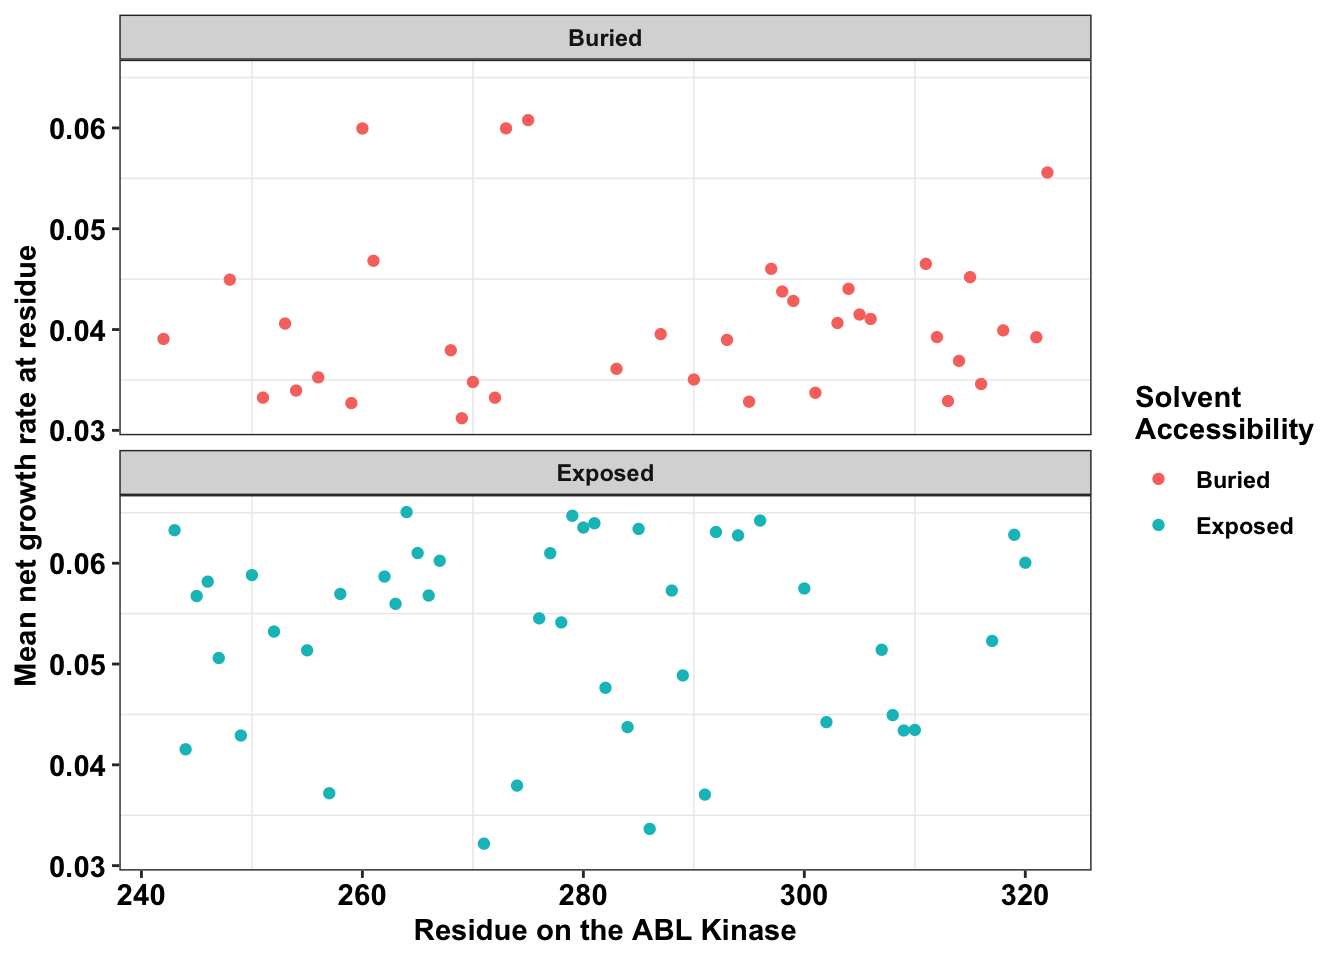 Buried
0.06
0.05
0.04
0.03
Exposed
0.06
0.05
0.04
0.03
240 260 280 300 320
Residue on the ABL Kinase
Mean net growth rate at residue
Solvent
Accessibility
Buried
Exposed